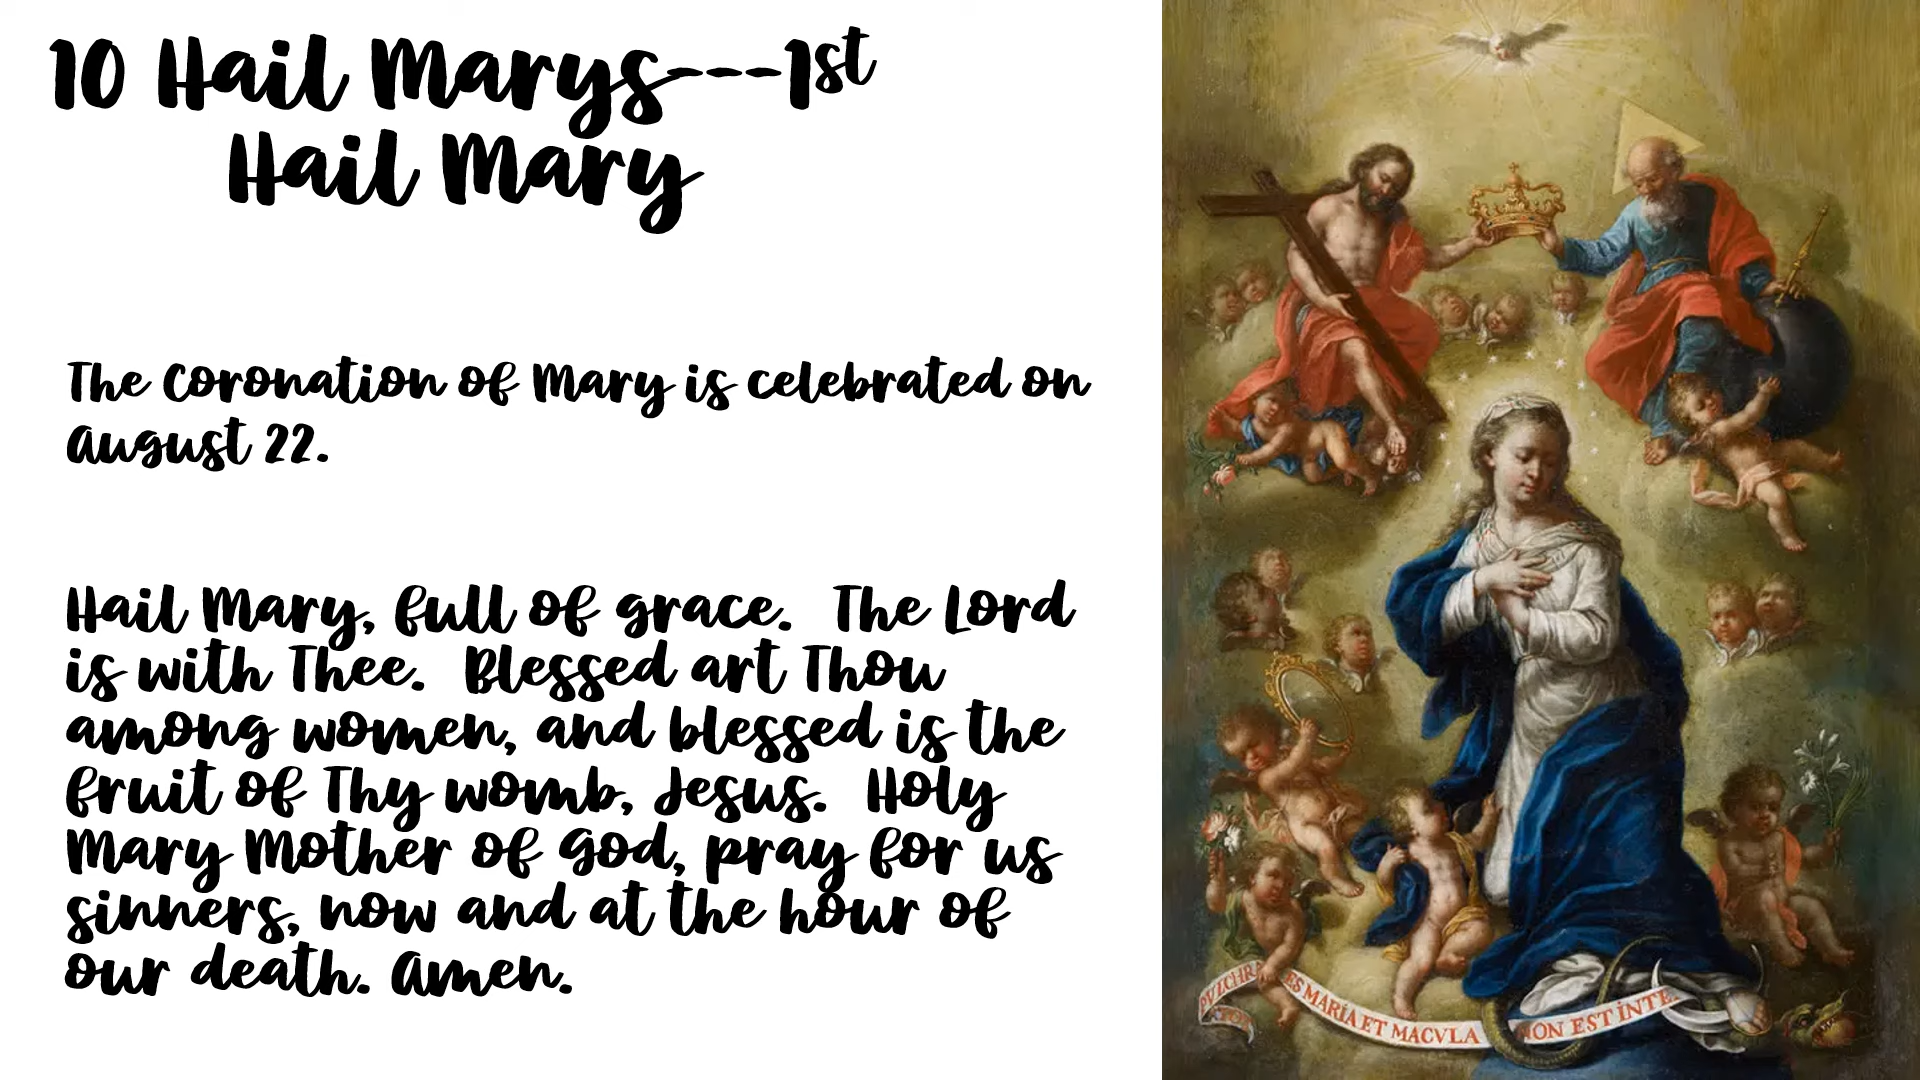 10 Hail Marys---1st
Hail Mary
The Coronation of Mary is celebrated on
August 22.
Hail Mary, full of grace.  The Lord
is with Thee.  Blessed art Thou
among women, and blessed is the
fruit of Thy womb, Jesus.  Holy
Mary Mother of God, pray for us
sinners, now and at the hour of
our death. Amen.
ES MARIA ET MACVLA NON EST INTE